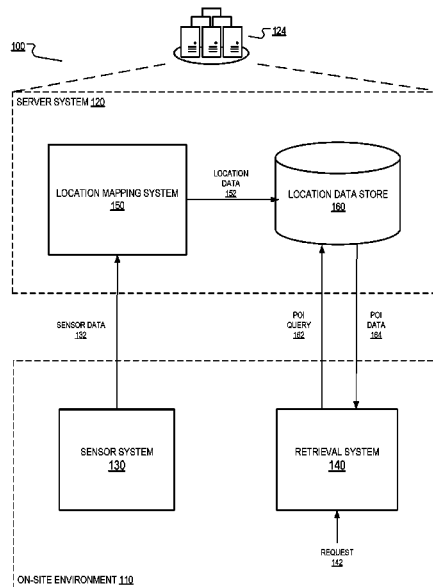 124
100
SERVER SYSTEM 120
LOCATION MAPPING SYSTEM
150
LOCATION
DATA
152
LOCATION DATA STORE
160
SENSOR DATA
132
POI
QUERY
162
POI
DATA
164
SENSOR SYSTEM
130
RETRIEVAL SYSTEM
140
REQUEST
142
ON-SITE ENVIRONMENT 110